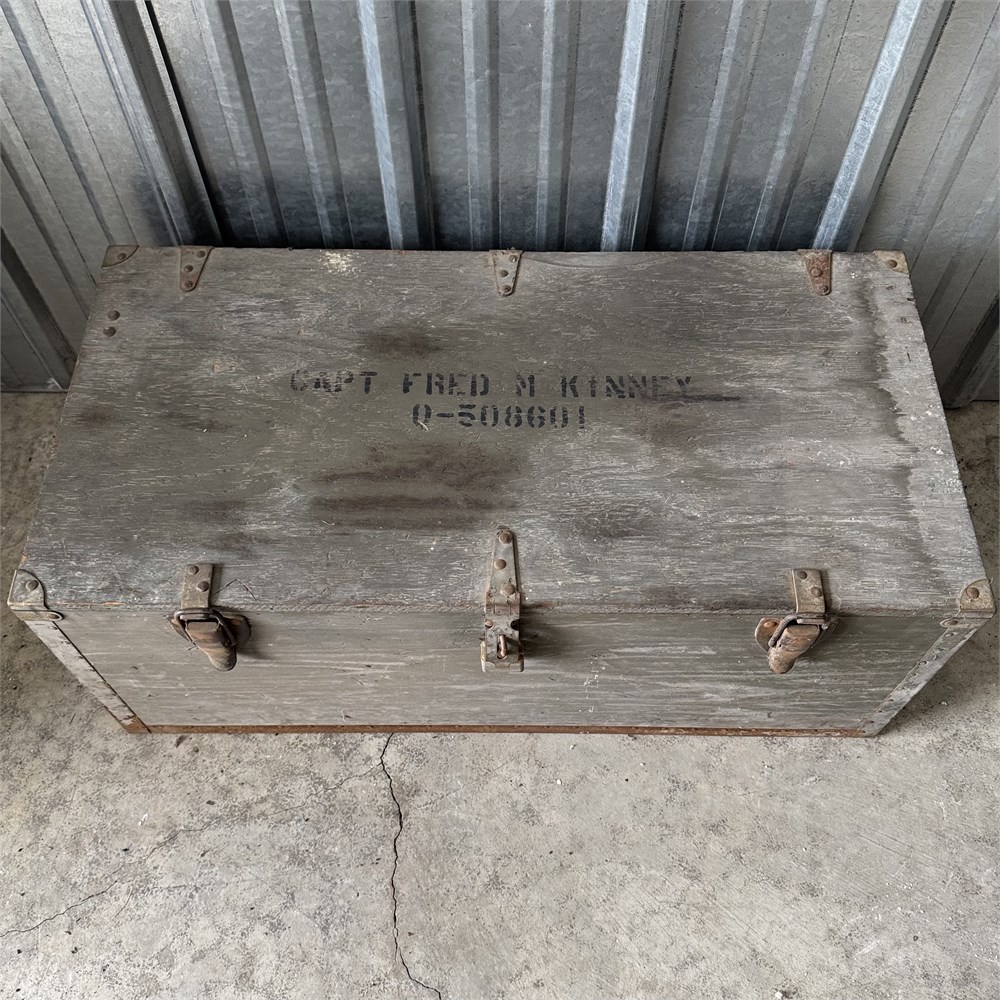 CAPT FRED M KINNEY
O-508601